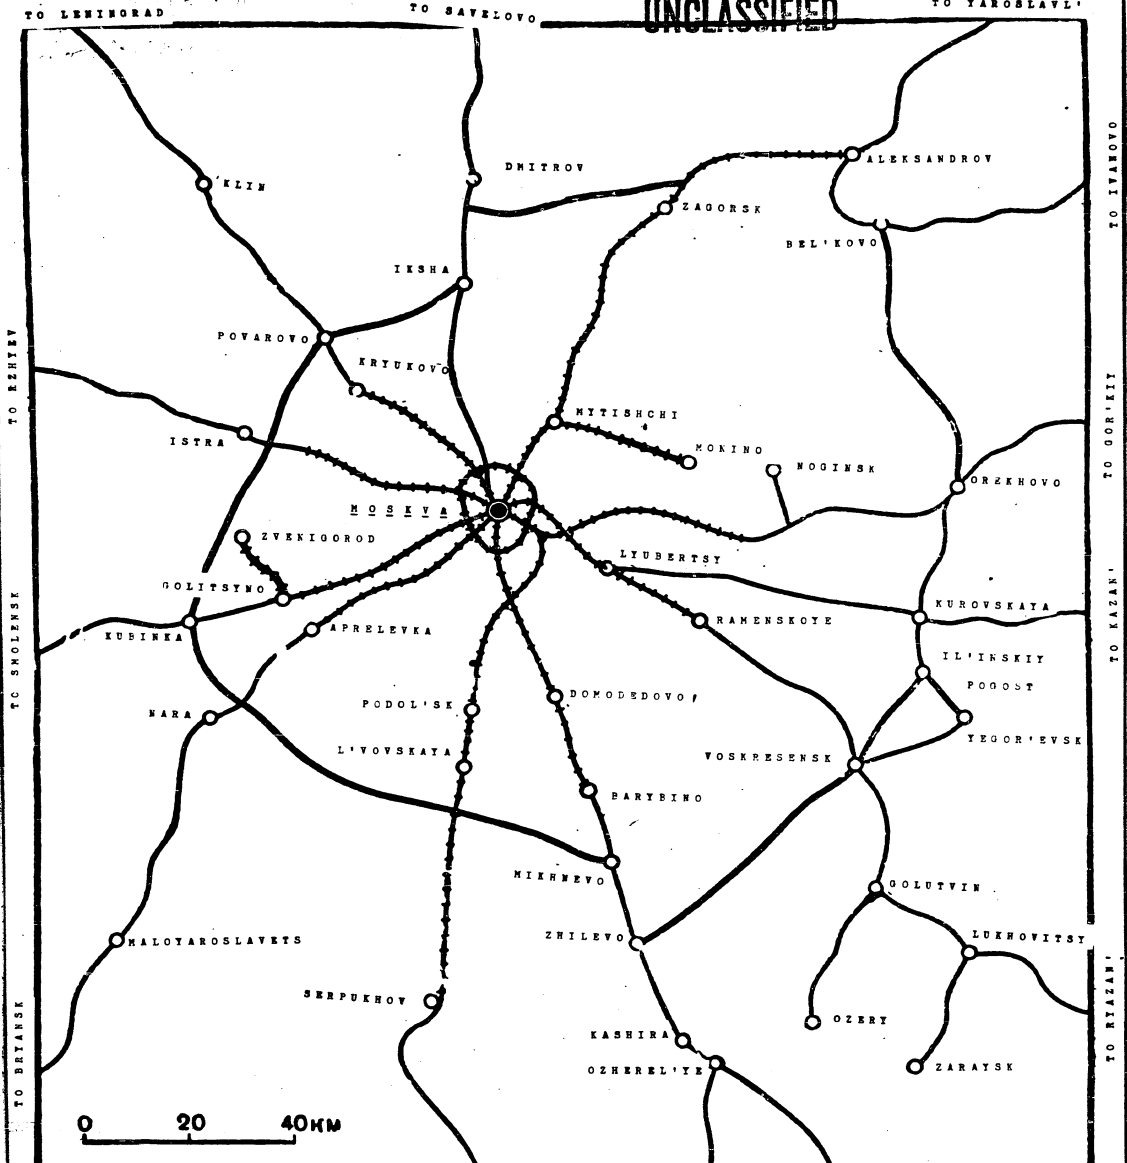 TO LENINGRAD
TO SAVELOVO
UNCLASSIFIED
TO YAROSLAVL'
TO IVANOVO
ALEKSANDROV
DMITROV
KLIN
ZAGORSK
BEL'KOVO
IKSHA
POVAROVO
TO RZHYEV
KRYUKOVO
TO GOR'KIY
MYTISHCHI
ISTRA
MONINO
NOGINSK
OREKHOVO
MOSKVA
ZVENIGOROD
LYUBERTSY
GOLITSYNO
TO KAZAN'
KUROVSKAYA
RAMENSKOYE
APRELEVKA
KUBINKA
TO SMOLENSK
IL'INSKIY
POGOST
DOMODEDOVO
PODOL'SK
NARA
YEGOR'EVSK
L'VOVSKAYA
VOSKRESENSK
BARYBINO
MIKHNEVO
GOLUTVIN
ZHILEVO
LUKHOVITSY
MALOYAROSLAVETS
SERPUKHOV
TO RYAZAN'
OZERY
KASHIRA
TO BRYANSK
OZHEREL'YE
ZARAYSK
0 20 40KM